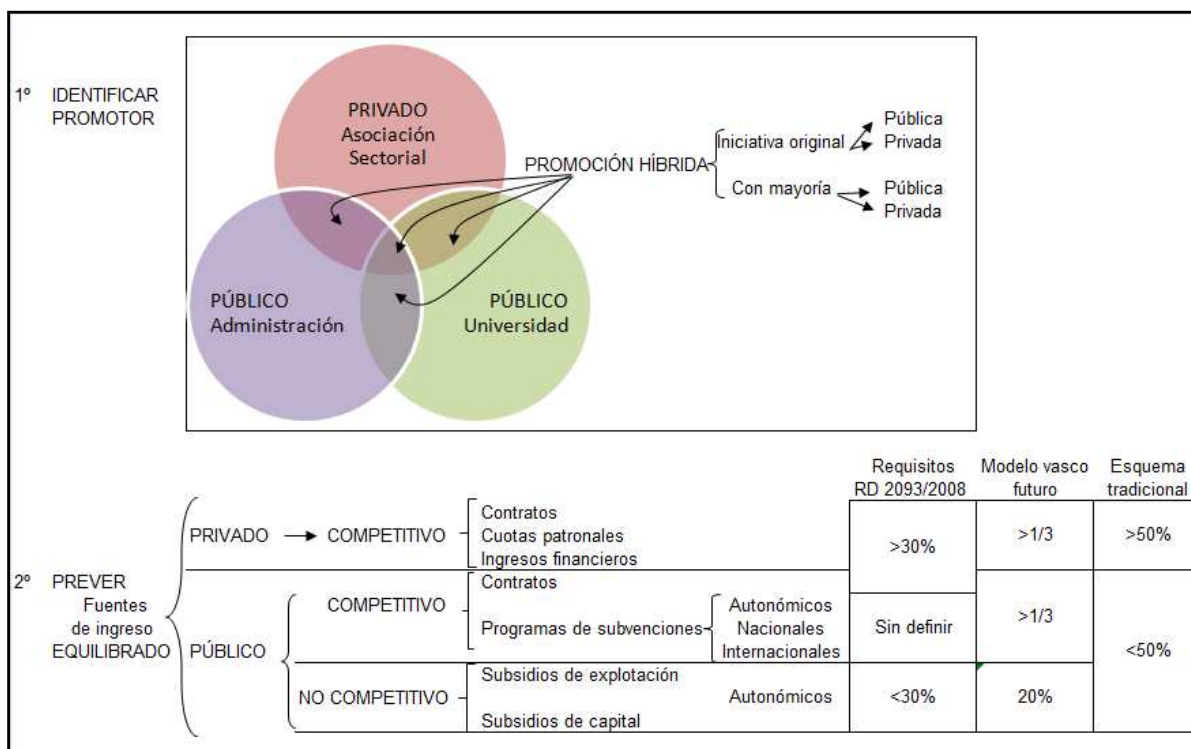 1º IDENTIFICAR
PROMOTOR
PRIVADO
Asociación
Sectorial
PÚBLICO
Administración
PÚBLICO
Universidad
PROMOCIÓN HÍBRIDA
Iniciativa original
Pública
Privada
Con mayoría
Pública
Privada
Requisitos
RD 2093/2008
Modelo vasco
futuro
Esquema
tradicional
2º PREVER
Fuentes
de ingreso
EQUILIBRADO
PRIVADO
COMPETITIVO
Contratos
Cuotas patronales
Ingresos financieros
>30%
>1/3
>50%
PÚBLICO
COMPETITIVO
Contratos
Programas de subvenciones
Autonómicos
Nacionales
Internacionales
Sin definir
>1/3
<50%
NO COMPETITIVO
Subsidios de explotación
Subsidios de capital
Autonómicos
<30%
20%